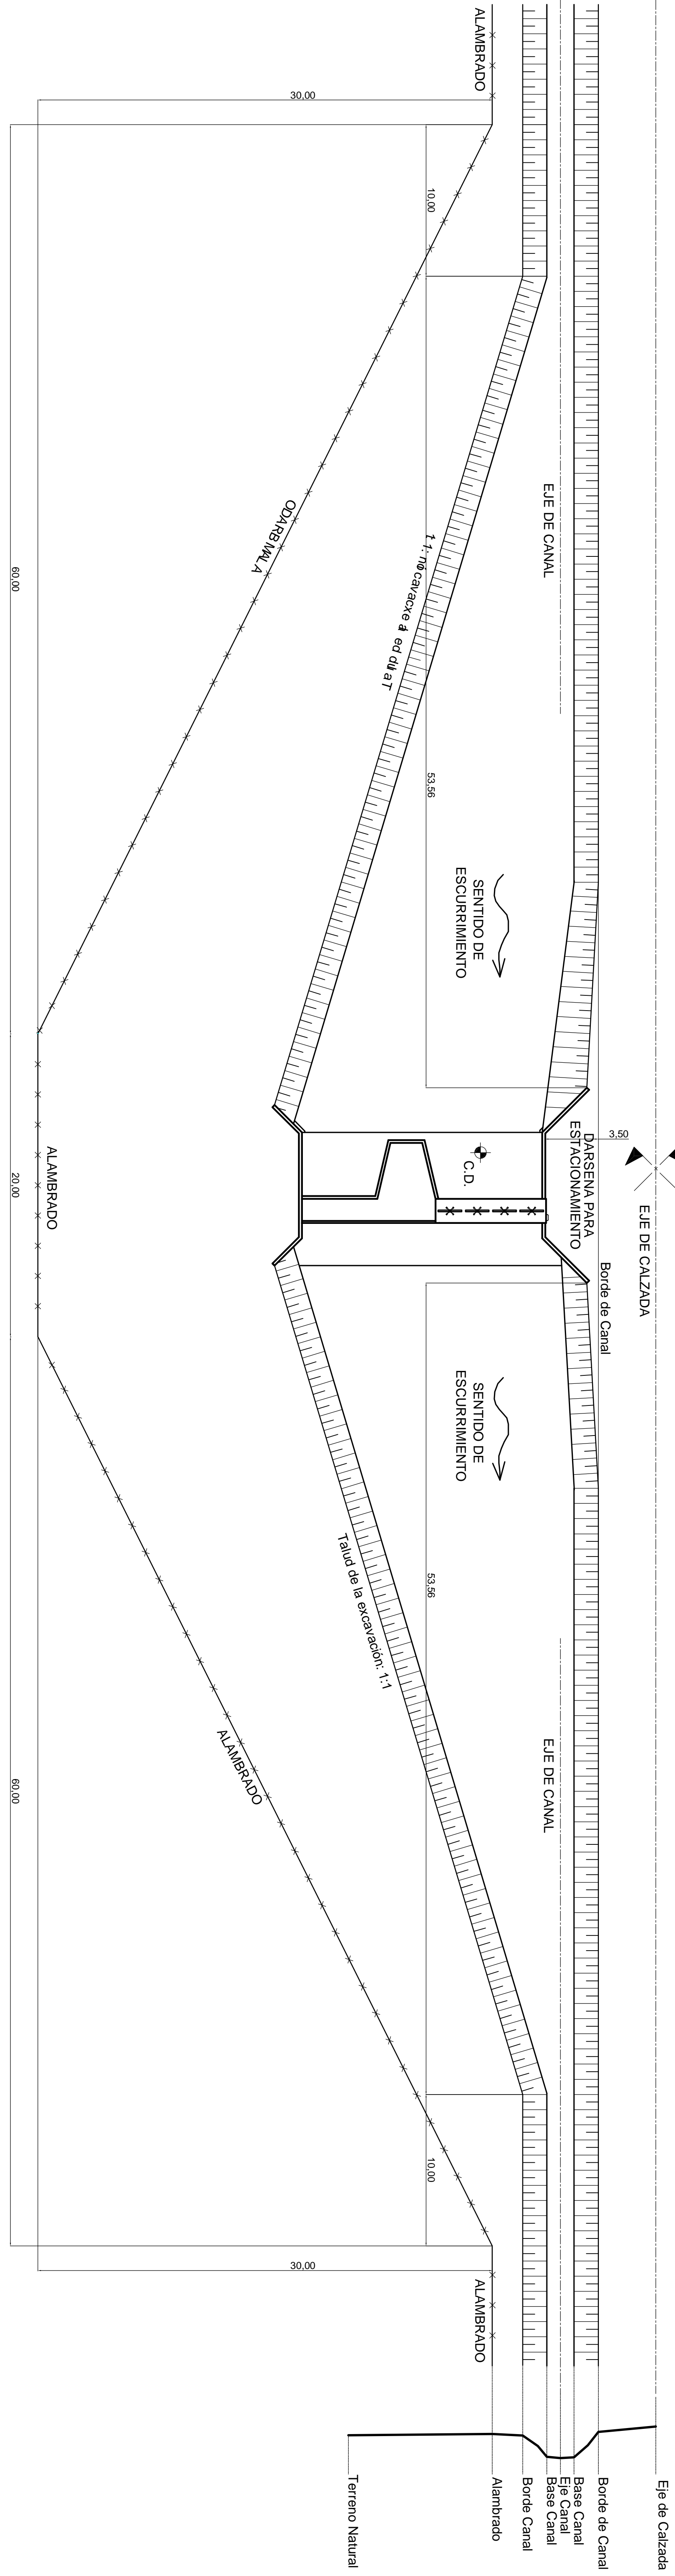 ALAMBRADO
30,00
10,00
EJE DE CANAL
ODARBMALA
Talud de la excavación: 1:1
60,00
53,56
SENTIDO DE
ESCURRIMIENTO
3,50
DARSENA PARA
ESTACIONAMIENTO
C.D.
EJE DE CALZADA
ALAMBRADO
20,00
Borde de Canal
SENTIDO DE
ESCURRIMIENTO
Talud de la excavación: 1:1
53,56
EJE DE CANAL
ALAMBRADO
60,00
10,00
30,00
ALAMBRADO
Eje de Calzada
Borde de Canal
Base Canal
Eje Canal
Base Canal
Borde Canal
Alambrado
Terreno Natural